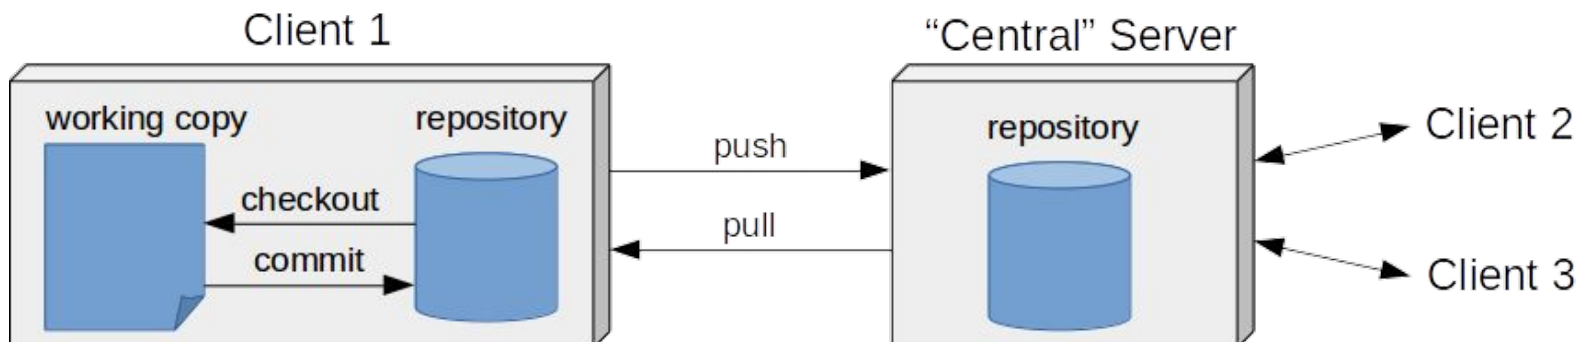 Client 1
“Central” Server
working copy
repository
checkout
commit
push
pull
repository
Client 2
Client 3